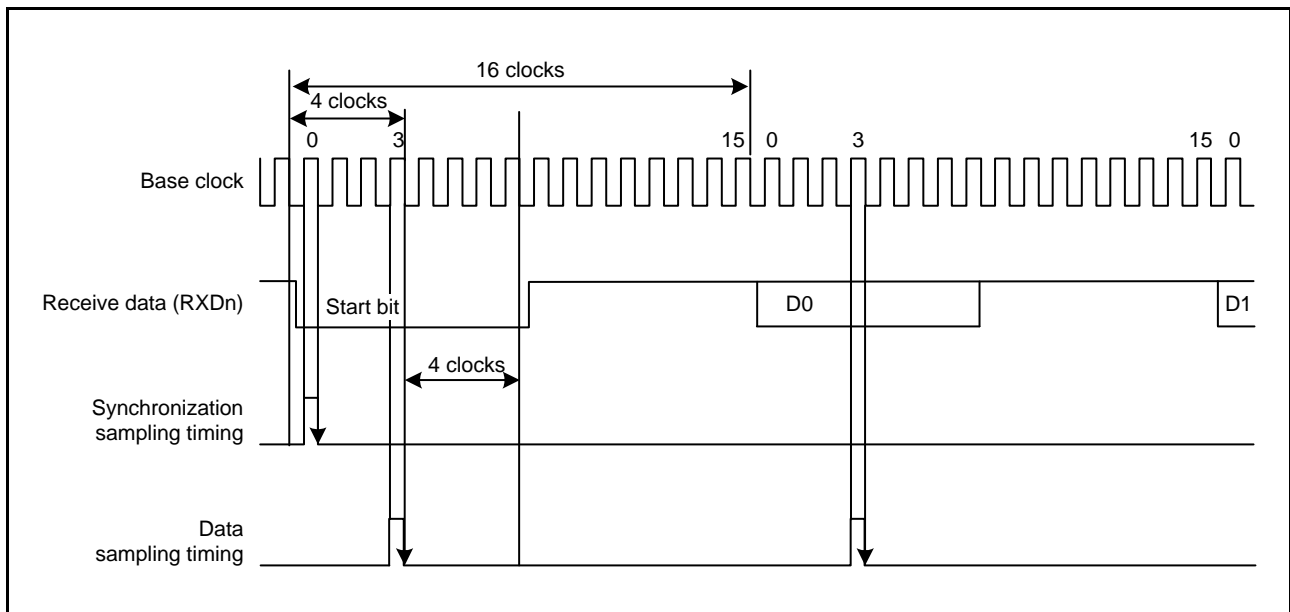 16 clocks
4 clocks
0 3 15 0 3 15 0
Base clock
Receive data (RXDn)
Start bit
D0
D1
4 clocks
Synchronization
sampling timing
Data
sampling timing